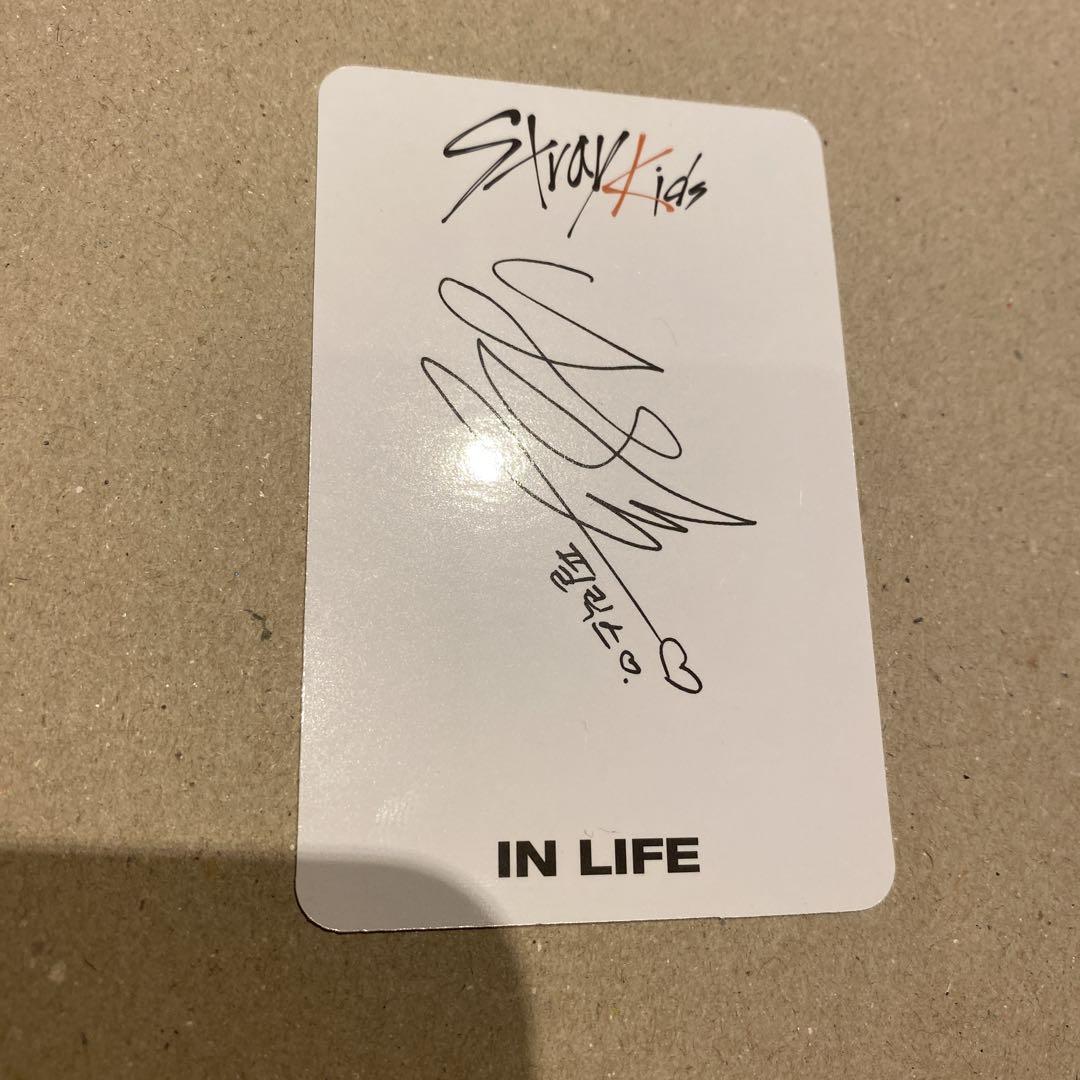 Stray Kids
필릭스
IN LIFE